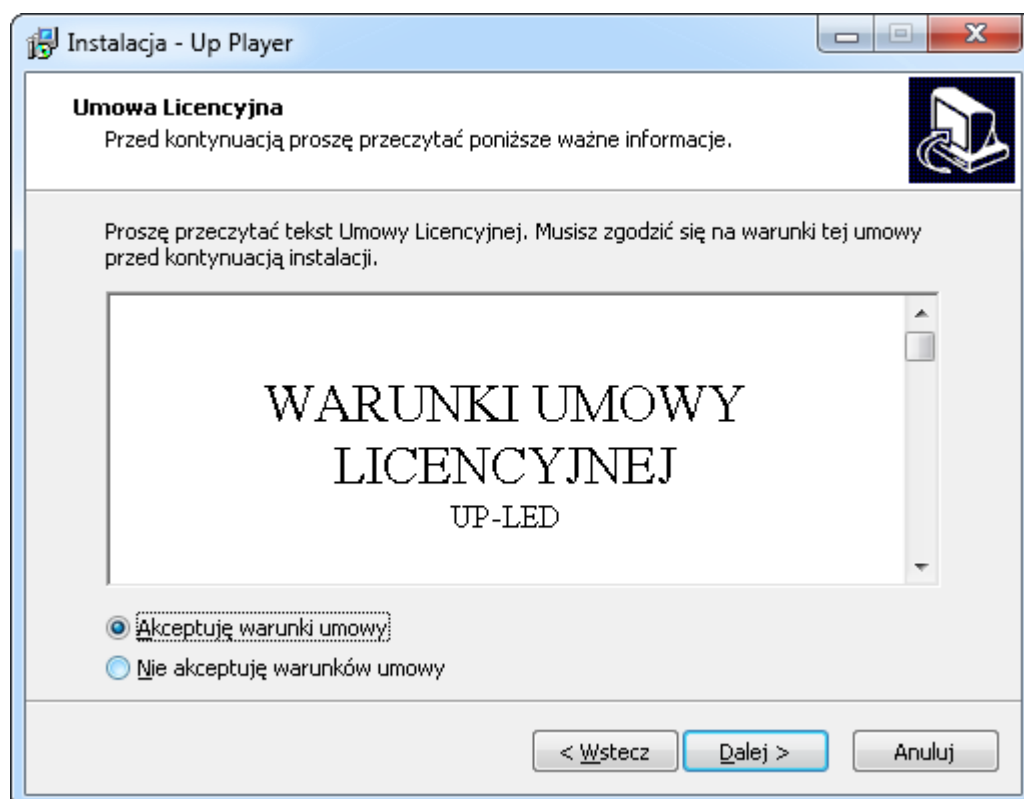 Instalacja - Up Player
Umowa Licencyjna
Przed kontynuacją proszę przeczytać poniższe ważne informacje.
Proszę przeczytać tekst Umowy Licencyjnej. Musisz zgodzić się na warunki tej umowy
przed kontynuacją instalacji.
WARUNKI UMOWY
LICENCYJNEJ
UP-LED
Akceptuję warunki umowy
Nie akceptuję warunków umowy
< Wstecz
Dalej >
Anuluj